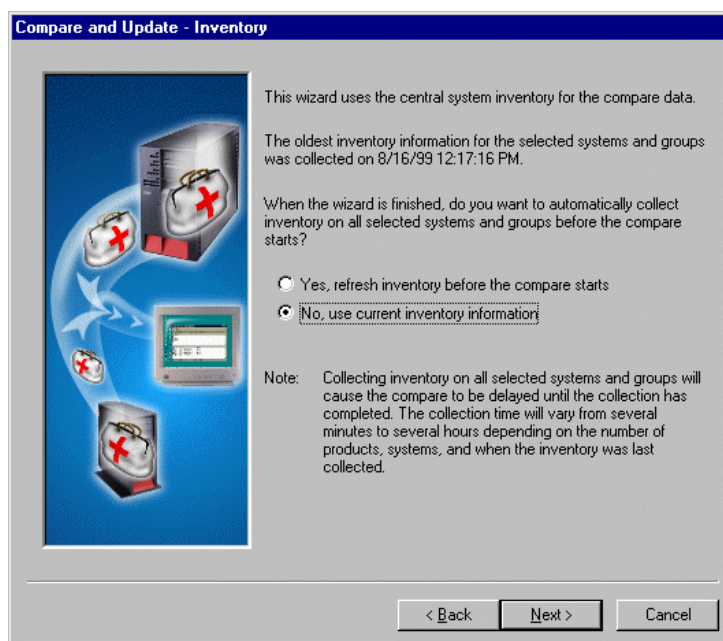 Compare and Update - Inventory
This wizard uses the central system inventory for the compare data.
The oldest inventory information for the selected systems and groups
was collected on 8/16/99 12:17:16 PM.
When the wizard is finished, do you want to automatically collect
inventory on all selected systems and groups before the compare
starts?
Yes, refresh inventory before the compare starts
No, use current inventory information
Note: Collecting inventory on all selected systems and groups will
cause the compare to be delayed until the collection has
completed. The collection time will vary from several
minutes to several hours depending on the number of
products, systems, and when the inventory was last
collected.
< Back Next > Cancel